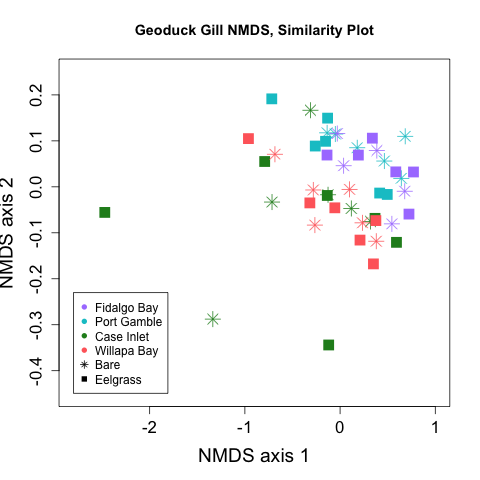 Geoduck Gill NMDS, Similarity Plot
NMDS axis 2
0.2
0.1
0.0
-0.1
-0.2
-0.3
-0.4
Fidalgo Bay
Port Gamble
Case Inlet
Willapa Bay
Bare
Eelgrass
-2 -1 0 1
NMDS axis 1